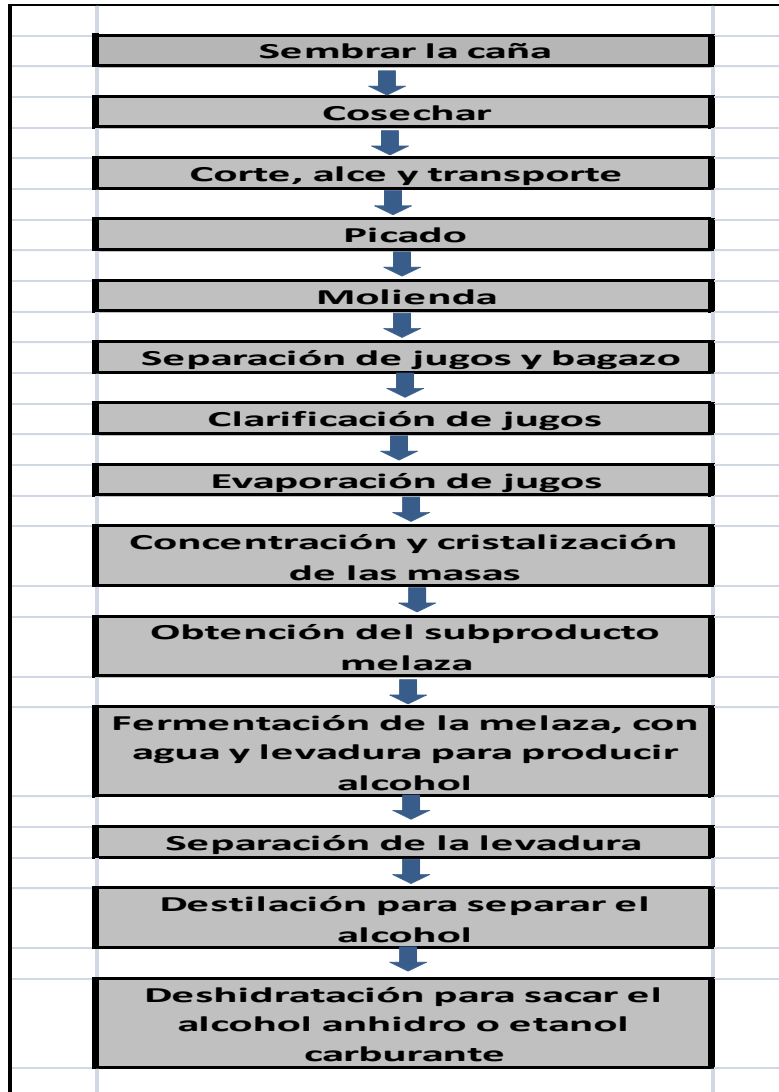 Sembrar la caña
Cosechar
Corte, alce y transporte
Picado
Molienda
Separación de jugos y bagazo
Clarificación de jugos
Evaporación de jugos
Concentración y cristalización
de las masas
Obtención del subproducto
melaza
Fermentación de la melaza, con
agua y levadura para producir
alcohol
Separación de la levadura
Destilación para separar el
alcohol
Deshidratación para sacar el
alcohol anhidro o etanol
carburante